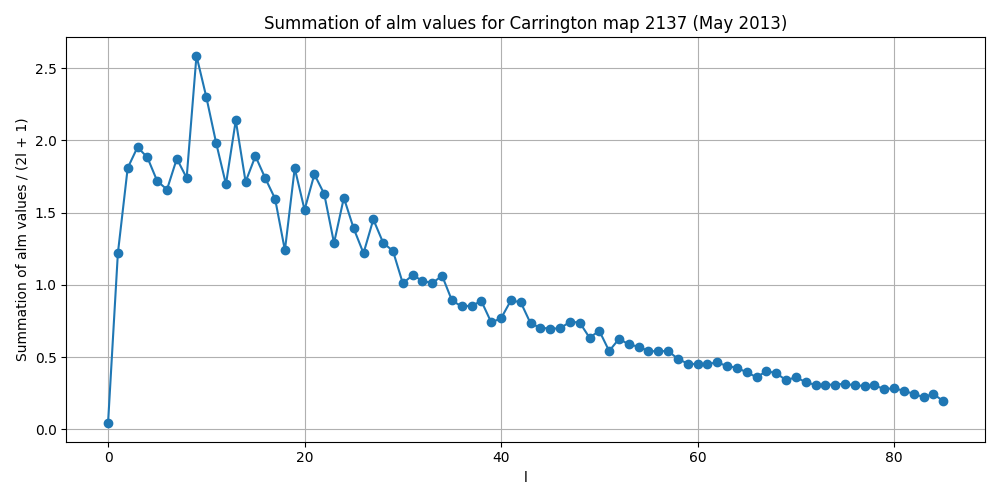 Summation of alm values for Carrington map 2137 (May 2013)
Summation of alm values / (2l + 1)
2.5
2.0
1.5
1.0
0.5
0.0
0 20 40 60 80
l